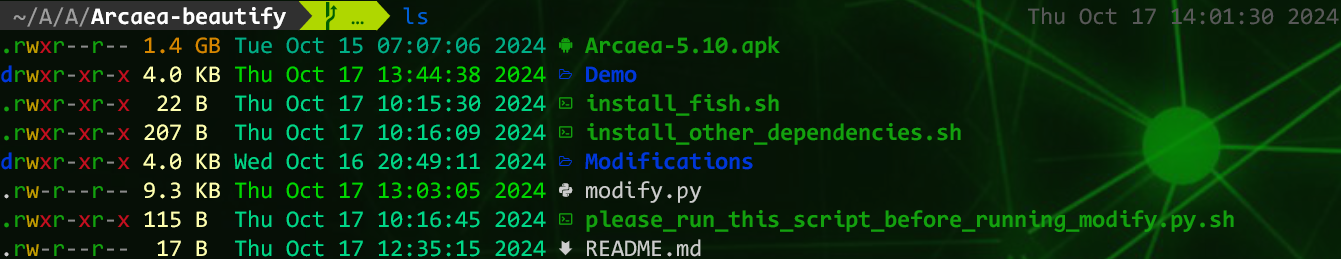 ~/A/A/Arcaea-beautify … ls Thu Oct 17 14:01:30 2024
.rwxr--r-- 1.4 GB Tue Oct 15 07:07:06 2024 Arcaea-5.10.apk
drwxr-xr-x 4.0 KB Thu Oct 17 13:44:38 2024 Demo
.rwxr-xr-x 22 B Thu Oct 17 10:15:30 2024 install_fish.sh
.rwxr-xr-x 207 B Thu Oct 17 10:16:09 2024 install_other_dependencies.sh
drwxr-xr-x 4.0 KB Wed Oct 16 20:49:11 2024 Modifications
.rw-r--r-- 9.3 KB Thu Oct 17 13:03:05 2024 modify.py
.rwxr-xr-x 115 B Thu Oct 17 10:16:45 2024 please_run_this_script_before_running_modify.py.sh
.rw-r--r-- 17 B Thu Oct 17 12:35:15 2024 README.md